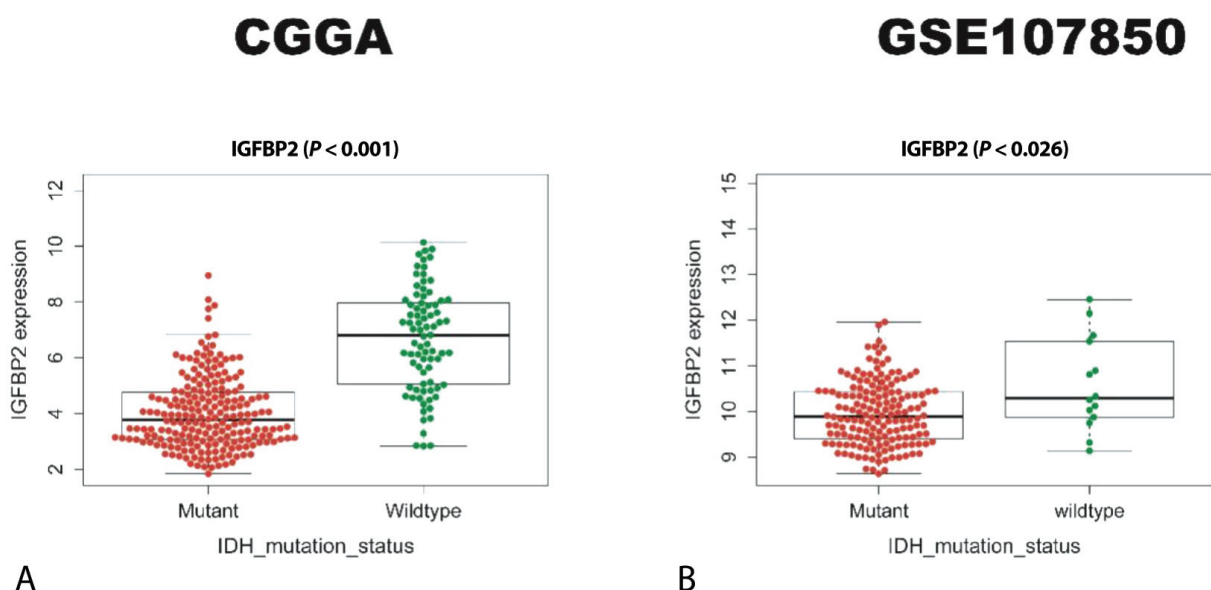 CGGA
IGFBP2 (P < 0.001)
IGFBP2 expression
12
10
8
6
4
2
Mutant
Wildtype
IDH_mutation_status
A
GSE107850
IGFBP2 (P < 0.026)
IGFBP2 expression
15
14
13
12
11
10
9
Mutant
wildtype
IDH_mutation_status
B